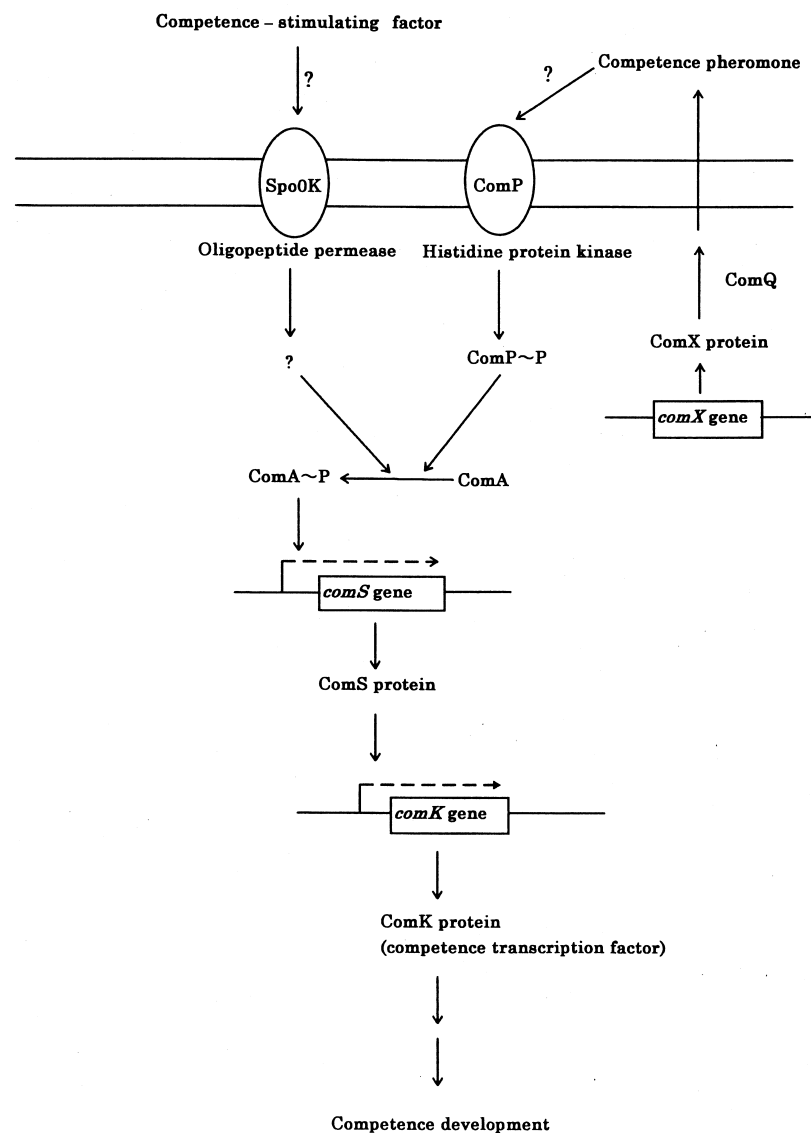 Competence – stimulating factor
?
?
Competence pheromone
Spo0K
ComP
Oligopeptide permease
Histidine protein kinase
ComQ
?
ComP~P
ComX protein
comX gene
ComA~P
ComA
comS gene
ComS protein
comK gene
ComK protein
(competence transcription factor)
Competence development